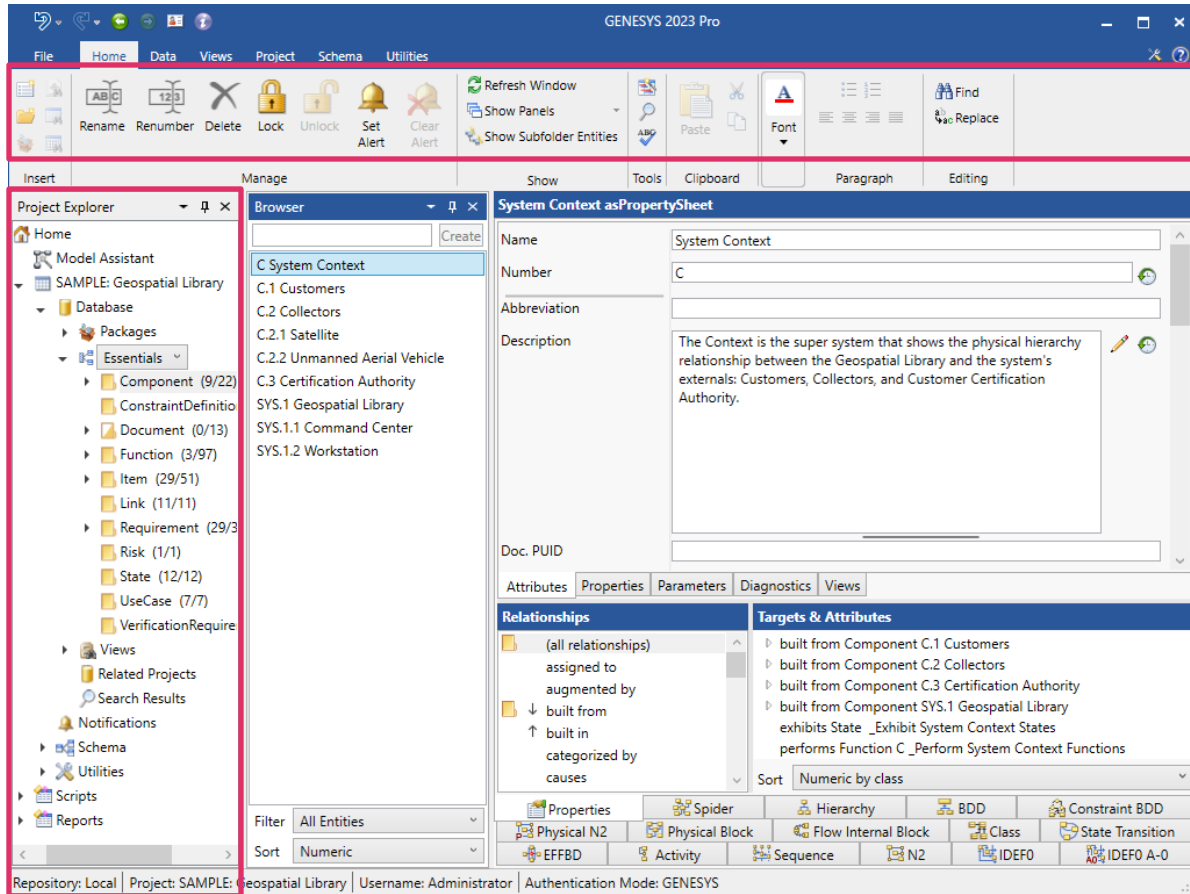 GENESYS 2023 Pro
File Home Data Views Project Schema Utilities
Rename Renumber Delete Lock Unlock Set Alert Clear Alert
Refresh Window
Show Panels
Show Subfolder Entities
Paste
Font
Find
Replace
Insert Manage Show Tools Clipboard Paragraph Editing
Project Explorer
Home
Model Assistant
SAMPLE: Geospatial Library
Database
Packages
Essentials
Component (9/22)
ConstraintDefinitio
Document (0/13)
Function (3/97)
Item (29/51)
Link (11/11)
Requirement (29/3
Risk (1/1)
State (12/12)
UseCase (7/7)
VerificationRequire
Views
Related Projects
Search Results
Notifications
Schema
Utilities
Scripts
Reports
Browser
Create
C System Context
C.1 Customers
C.2 Collectors
C.2.1 Satellite
C.2.2 Unmanned Aerial Vehicle
C.3 Certification Authority
SYS.1 Geospatial Library
SYS.1.1 Command Center
SYS.1.2 Workstation
Filter All Entities
Sort Numeric
System Context asPropertySheet
Name System Context
Number C
Abbreviation
Description
The Context is the super system that shows the physical hierarchy
relationship between the Geospatial Library and the system's
externals: Customers, Collectors, and Customer Certification
Authority.
Doc. PUID
Attributes Properties Parameters Diagnostics Views
Relationships
(all relationships)
assigned to
augmented by
built from
built in
categorized by
causes
Targets & Attributes
built from Component C.1 Customers
built from Component C.2 Collectors
built from Component C.3 Certification Authority
built from Component SYS.1 Geospatial Library
exhibits State _Exhibit System Context States
performs Function C _Perform System Context Functions
Sort Numeric by class
Properties Spider Hierarchy BDD Constraint BDD
Physical N2 Physical Block Flow Internal Block Class State Transition
EFFBD Activity Sequence N2 IDEF0 IDEF0 A-0
Repository: Local Project: SAMPLE: Geospatial Library Username: Administrator Authentication Mode: GENESYS